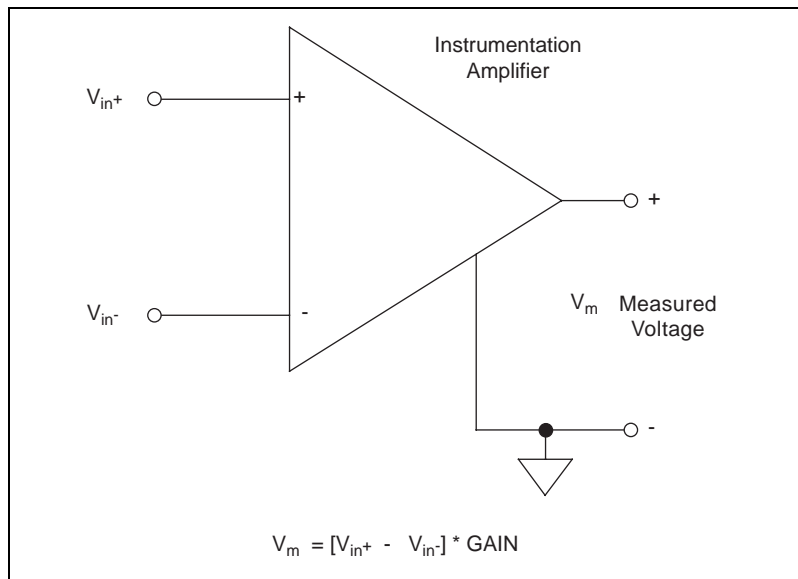 Instrumentation
Amplifier
Vin+
+
+
Vin-
-
Vm Measured
Voltage
-
Vm = [Vin+ - Vin-] * GAIN